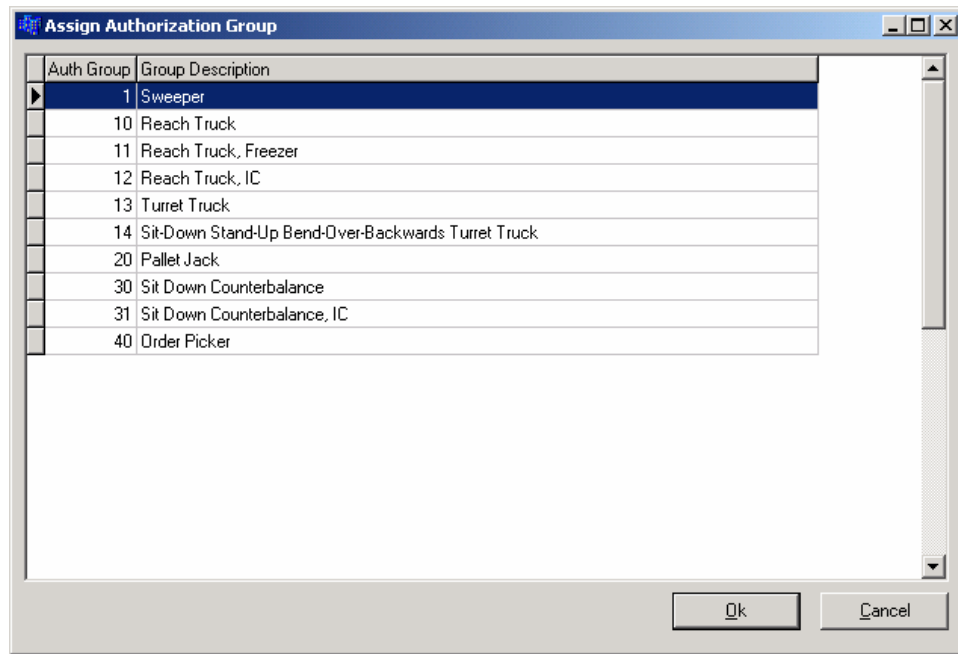 Assign Authorization Group
Auth Group Group Description
1 Sweeper
10 Reach Truck
11 Reach Truck, Freezer
12 Reach Truck, IC
13 Turret Truck
14 Sit-Down Stand-Up Bend-Over-Backwards Turret Truck
20 Pallet Jack
30 Sit Down Counterbalance
31 Sit Down Counterbalance, IC
40 Order Picker
Ok Cancel